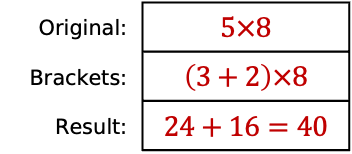 Original: 5×8
Brackets: (3 + 2)×8
Result: 24 + 16 = 40